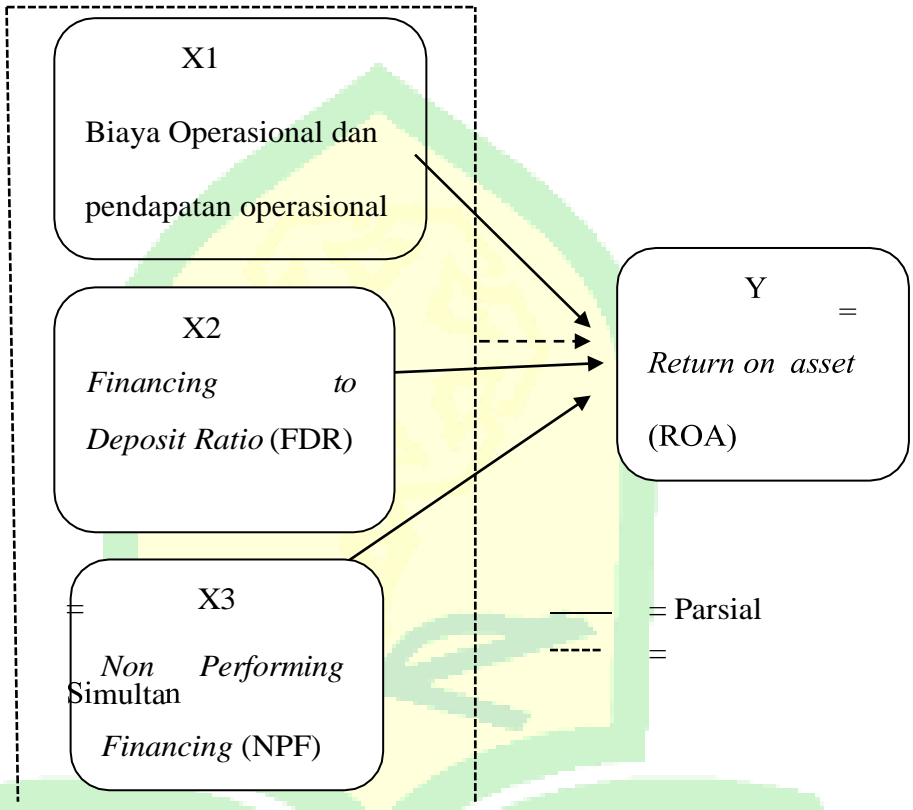 X1
Biaya Operasional dan
pendapatan operasional
X2
Financing to
Deposit Ratio (FDR)
Y
=
Return on asset
(ROA)
=
X3
Non Performing
Simultan
Financing (NPF)
= Parsial
=